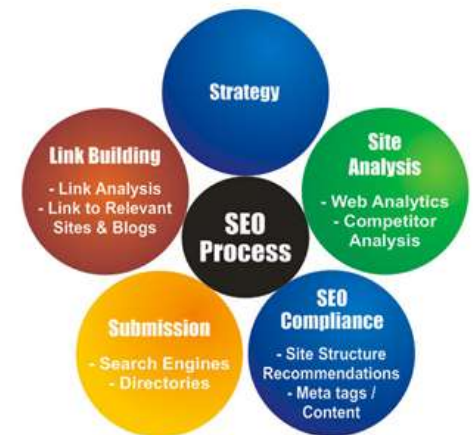 Strategy
Site
Analysis
- Web Analytics
- Competitor
Analysis
SEO
Compliance
- Site Structure
Recommendations
- Meta tags /
Content
Submission
- Search Engines
- Directories
Link Building
- Link Analysis
- Link to Relevant
Sites & Blogs
SEO
Process